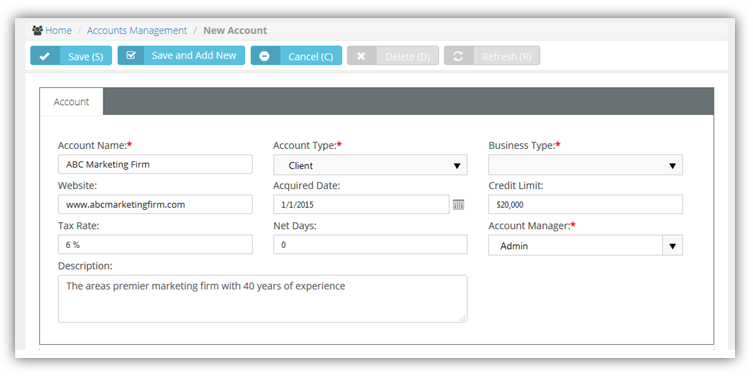 Home / Accounts Management / New Account
Save (S) Save and Add New Cancel (C) Delete (D) Refresh (R)
Account
Account Name:* Account Type:* Business Type:*
ABC Marketing Firm Client
Website: Acquired Date: Credit Limit:
www.abcmarketingfirm.com 1/1/2015 $20,000
Tax Rate: Net Days: Account Manager:*
6 % 0 Admin
Description:
The areas premier marketing firm with 40 years of experience